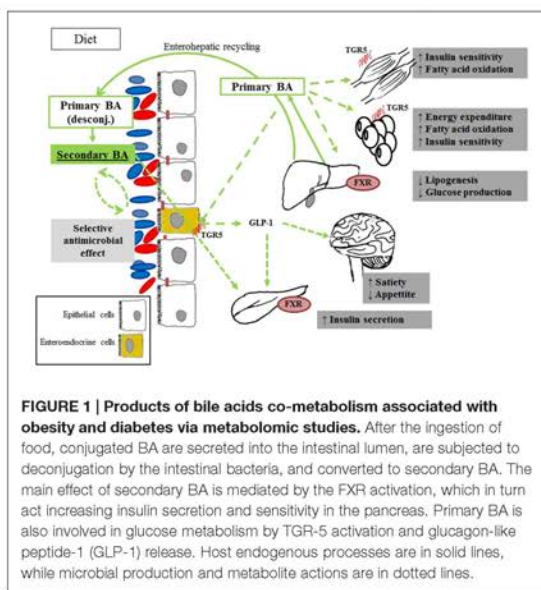 Diet
Enterohepatic recycling
TGR5
↑ Insulin sensitivity
↑ Fatty acid oxidation
Primary BA
Primary BA
(desconj.)
TGR5
↑ Energy expenditure
↑ Fatty acid oxidation
↑ Insulin sensitivity
Secondary BA
FXR
↓ Lipogenesis
↓ Glucose production
Selective
antimicrobial
effect
TGR5
GLP-1
↑ Satiety
↓ Appettite
Epithelial cells
Enteroendocrine
cells
FXR
↑ Insulin secretion
FIGURE 1 | Products of bile acids co-metabolism associated with
obesity and diabetes via metabolomic studies. After the ingestion of
food, conjugated BA are secreted into the intestinal lumen, are subjected to
deconjugation by the intestinal bacteria, and converted to secondary BA. The
main effect of secondary BA is mediated by the FXR activation, which in turn
act increasing insulin secretion and sensitivity in the pancreas. Primary BA is
also involved in glucose metabolism by TGR-5 activation and glucagon-like
peptide-1 (GLP-1) release. Host endogenous processes are in solid lines,
while microbial production and metabolite actions are in dotted lines.